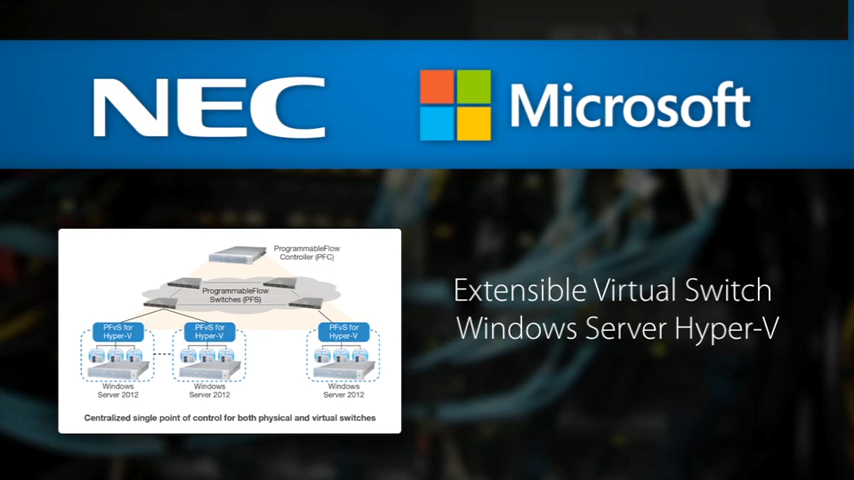 NEC
Microsoft
ProgrammableFlow
Controller (PFC)
ProgrammableFlow
Switches (PFS)
PFvS for
Hyper-V
PFvS for
Hyper-V
PFvS for
Hyper-V
Windows
Server 2012
Windows
Server 2012
Windows
Server 2012
Centralized single point of control for both physical and virtual switches
Extensible Virtual Switch
Windows Server Hyper-V